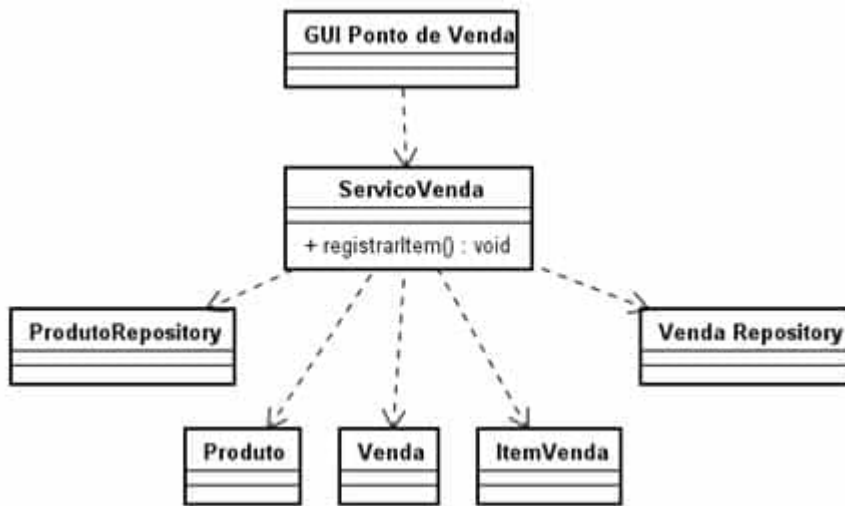 GUI Ponto de Venda
ServicoVenda
+ registrarItem() : void
ProdutoRepository
Venda Repository
Produto
Venda
ItemVenda